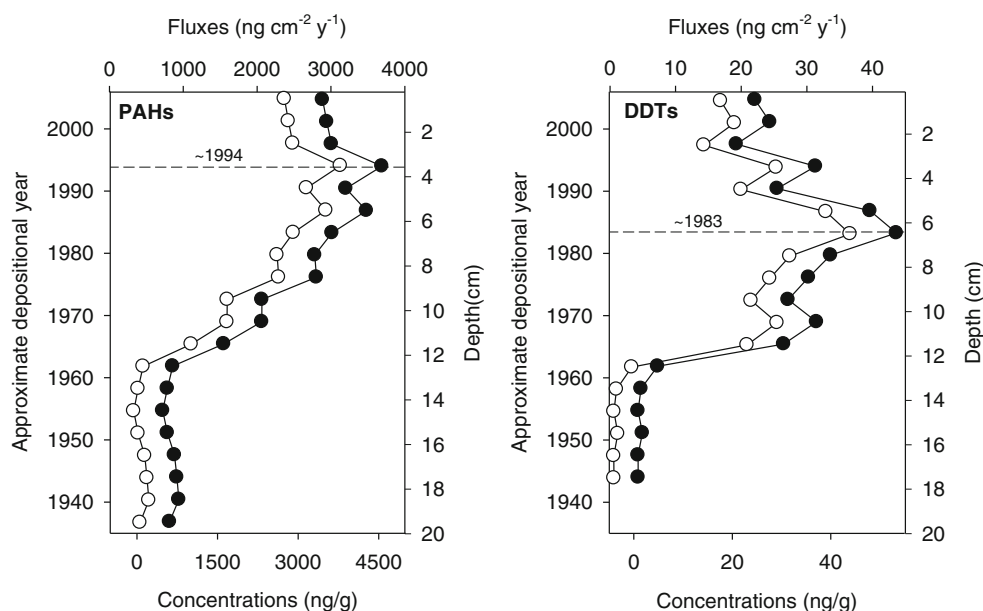 Fluxes (ng cm-2 y-1)
0 1000 2000 3000 4000
PAHs
~1994
2000
1990
1980
1970
1960
1950
1940
Approximate depositional year
2
4
6
8
10
12
14
16
18
20
Depth(cm)
0 1500 3000 4500
Concentrations (ng/g)
Fluxes (ng cm-2 y-1)
0 10 20 30 40
DDTs
~1983
2000
1990
1980
1970
1960
1950
1940
Approximate depositional year
2
4
6
8
10
12
14
16
18
20
Depth (cm)
0 20 40
Concentrations (ng/g)